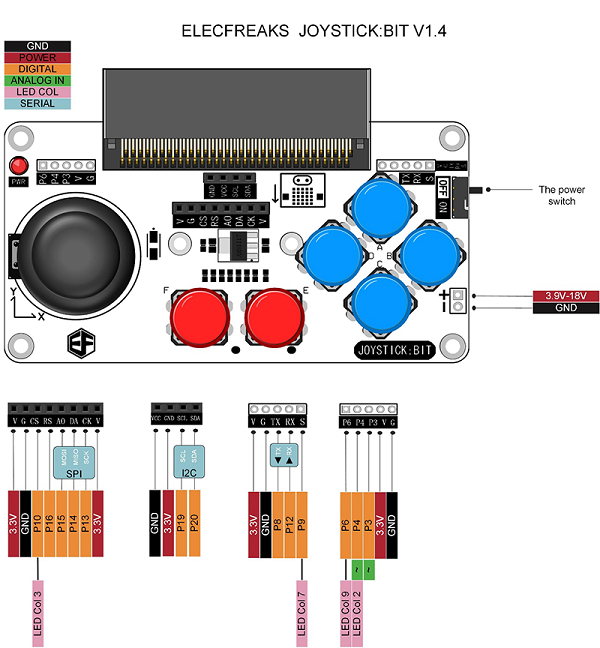 ELECFREAKS JOYSTICK:BIT V1.4
GND
POWER
DIGITAL
ANALOG IN
LED COL
SERIAL
PWR
P6 P4 P3 V G
GND VCC SCL SDA
V G CS RS AO DA CK V
TX RX S
OFF ON
The power
switch
A
B
C
D
Y
X
F
E
+
-
3.9V-18V
GND
EF
JOYSTICK:BIT
V G CS RS AO DA CK V
MOSI MISO SCK
SPI
3.3V GND P10 P16 P15 P14 P13 3.3V
LED Col 3
VCC GND SCL SDA
SCL SDA
I2C
GND 3.3V P19 P20
V G TX RX S
TX RX
3.3V GND P8 P12 P9
LED Col 7
P6 P4 P3 V G
P6 P4 P3 3.3V GND
~ ~
LED Col 9 LED Col 2